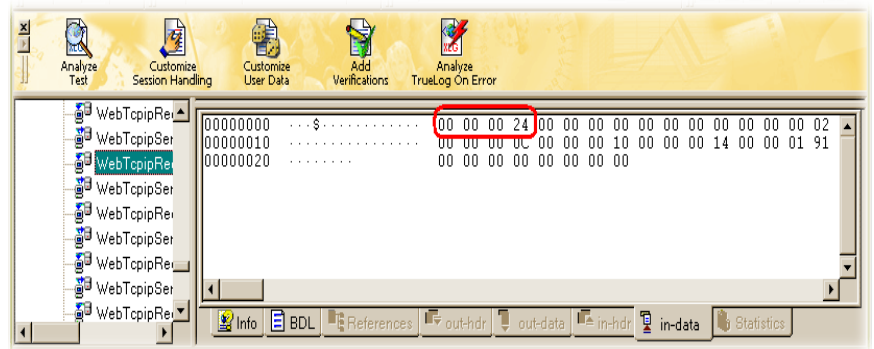 Analyze Test
Customize Session Handling
Customize User Data
Add Verifications
Analyze TrueLog On Error
WebTcpipRe
WebTcpipSer
WebTcpipRe
WebTcpipSer
WebTcpipRe
WebTcpipSer
WebTcpipRe
WebTcpipSer
WebTcpipRe
00000000 ···$············ 00 00 00 24 00 00 00 00 00 00 00 00 00 00 00 02
00000010 ················ 00 00 00 0C 00 00 00 10 00 00 00 14 00 00 01 91
00000020 ········ 00 00 00 00 00 00 00 00
Info BDL References out-hdr out-data in-hdr in-data Statistics